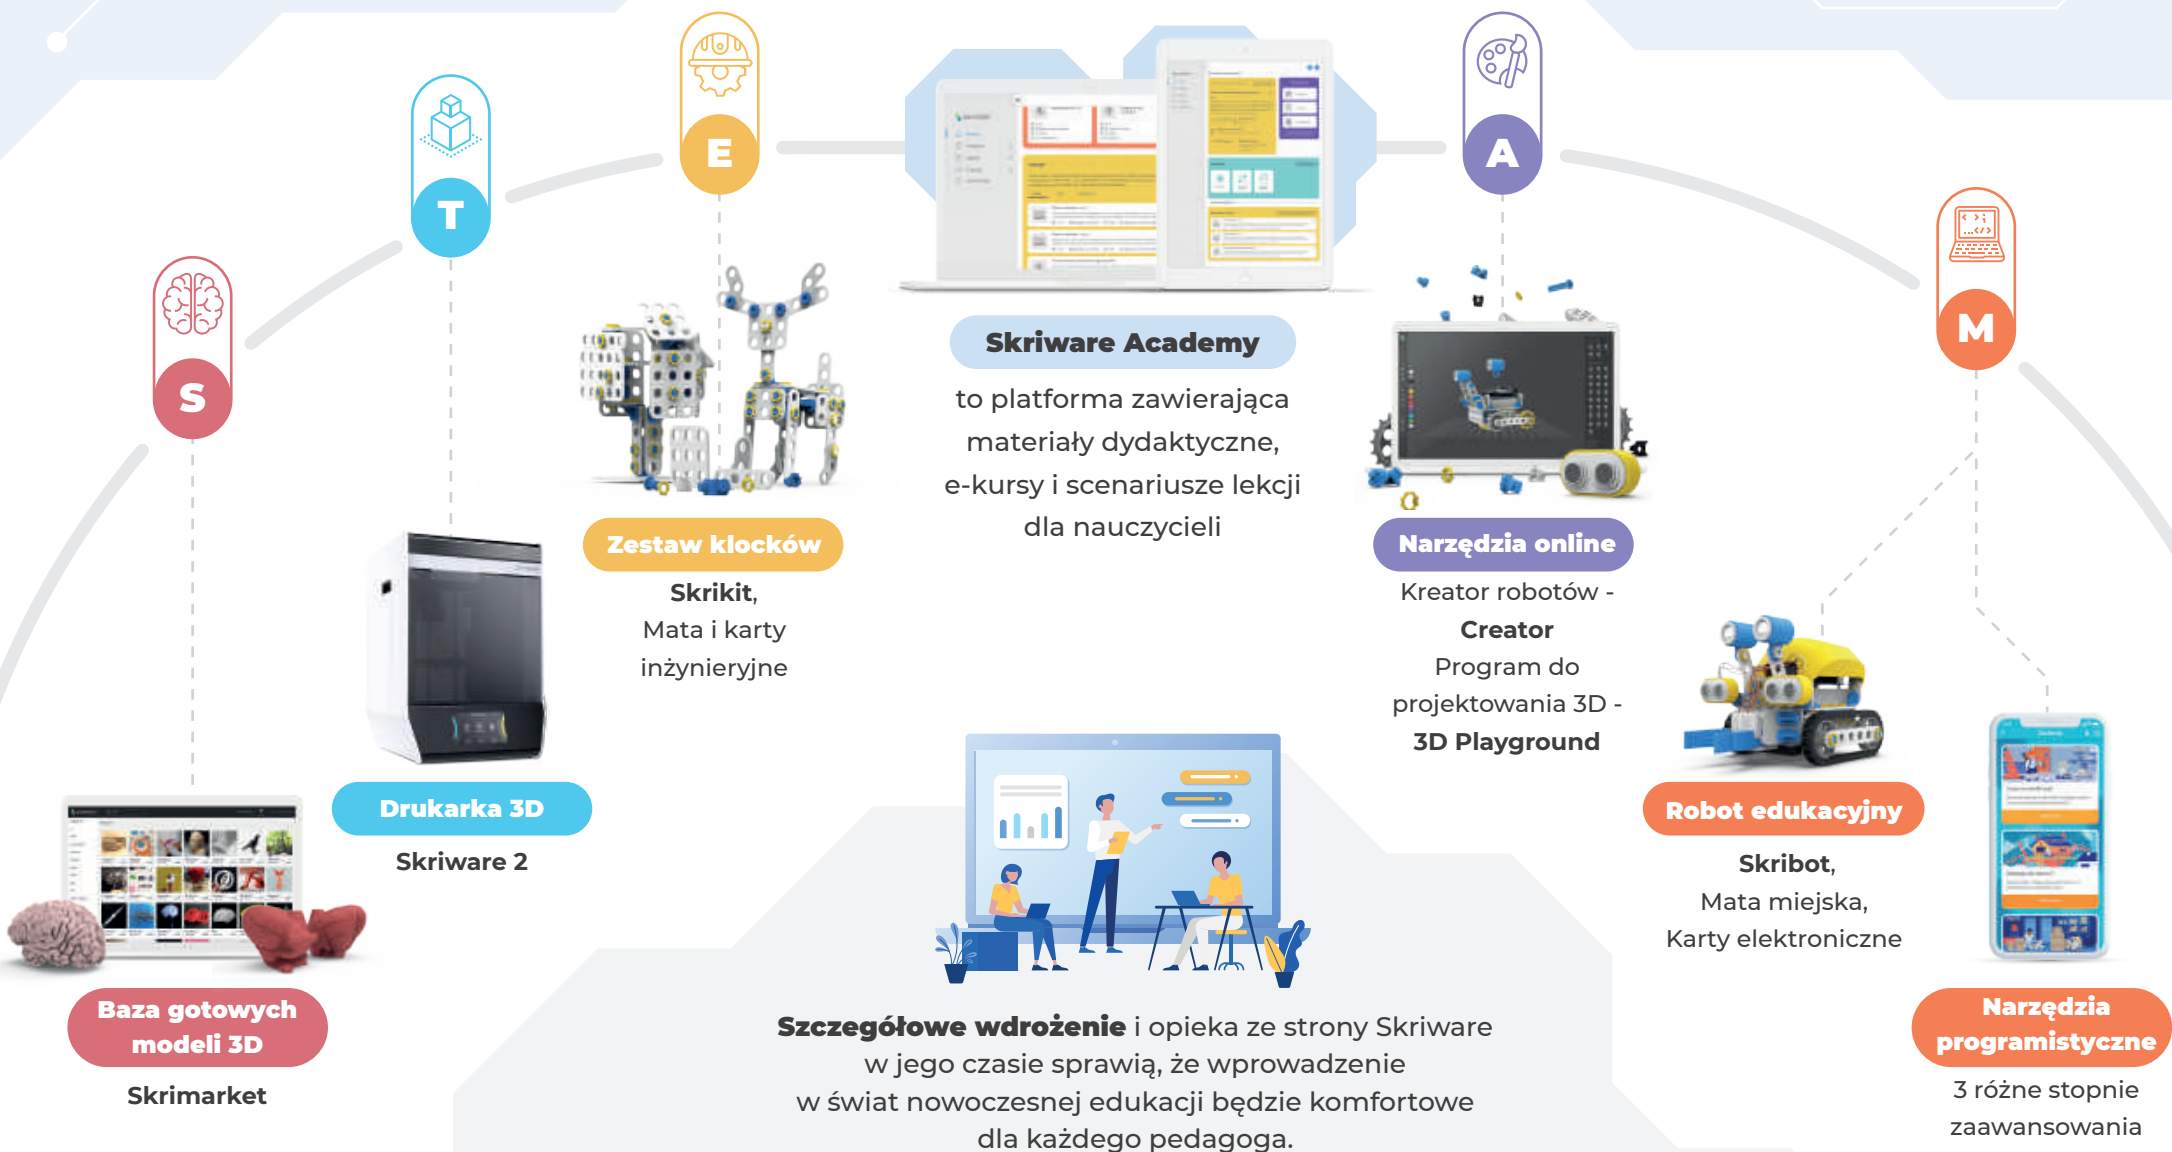 S
T
E
A
M
Skriware Academy
to platforma zawierająca
materiały dydaktyczne,
e-kursy i scenariusze lekcji
dla nauczycieli
Baza gotowych
modeli 3D
Skrimarket
Drukarka 3D
Skriware 2
Zestaw klocków
Skrikit,
Mata i karty
inżynieryjne
Narzędzia online
Kreator robotów -
Creator
Program do
projektowania 3D -
3D Playground
Robot edukacyjny
Skribot,
Mata miejska,
Karty elektroniczne
Narzędzia
programistyczne
3 różne stopnie
zaawansowania
Szczegółowe wdrożenie i opieka ze strony Skriware
w jego czasie sprawią, że wprowadzenie
w świat nowoczesnej edukacji będzie komfortowe
dla każdego pedagoga.